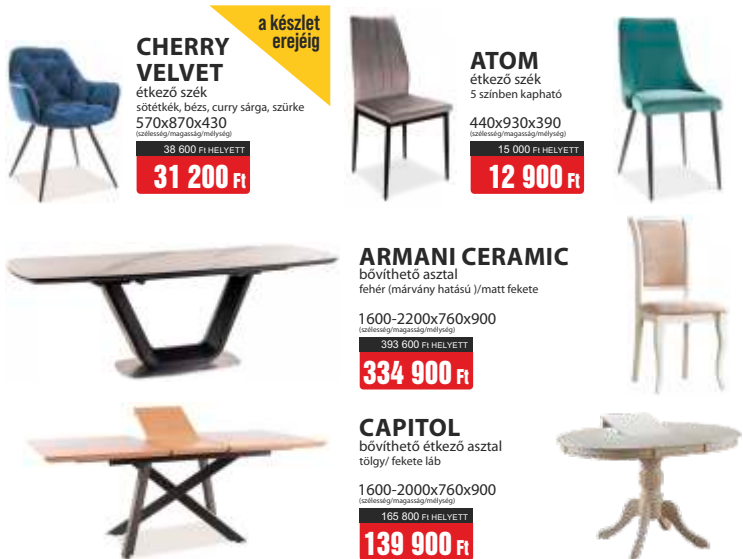 a készlet
erejéig
CHERRY
VELVET
étkező szék
sötétkék, bézs, curry sárga, szürke
570x870x430
(szélesség/magasság/mélység)
38 600 Ft HELYETT
31 200 Ft
ATOM
étkező szék
5 színben kapható
440x930x390
(szélesség/magasság/mélység)
15 000 Ft HELYETT
12 900 Ft
ARMANI CERAMIC
bővíthető asztal
fehér (márvány hatású )/matt fekete
1600-2200x760x900
(szélesség/magasság/mélység)
393 600 Ft HELYETT
334 900 Ft
CAPITOL
bővíthető étkező asztal
tölgy/ fekete láb
1600-2000x760x900
(szélesség/magasság/mélység)
165 800 Ft HELYETT
139 900 Ft